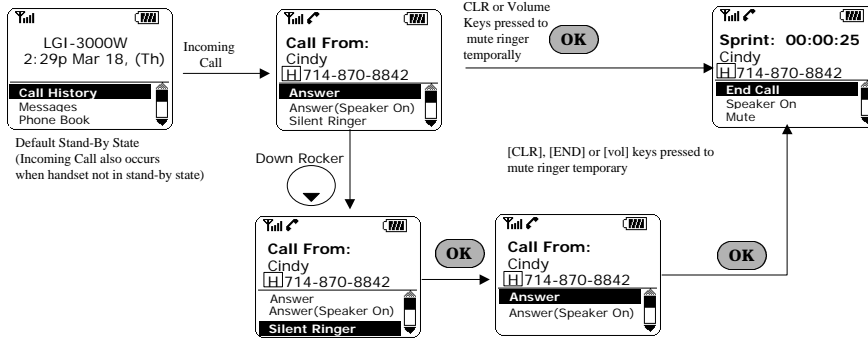 LGI-3000W
2:29p Mar 18, (Th)
Call History
Messages
Phone Book
Default Stand-By State
(Incoming Call also occurs
when handset not in stand-by state)
Incoming
Call
Call From:
Cindy
H 714-870-8842
Answer
Answer(Speaker On)
Silent Ringer
CLR or Volume
Keys pressed to
mute ringer
temporally
OK
Sprint: 00:00:25
Cindy
H 714-870-8842
End Call
Speaker On
Mute
Down Rocker
[CLR], [END] or [vol] keys pressed to
mute ringer temporary
Call From:
Cindy
H 714-870-8842
Answer
Answer(Speaker On)
Silent Ringer
OK
Call From:
Cindy
H 714-870-8842
Answer
Answer(Speaker On)
OK